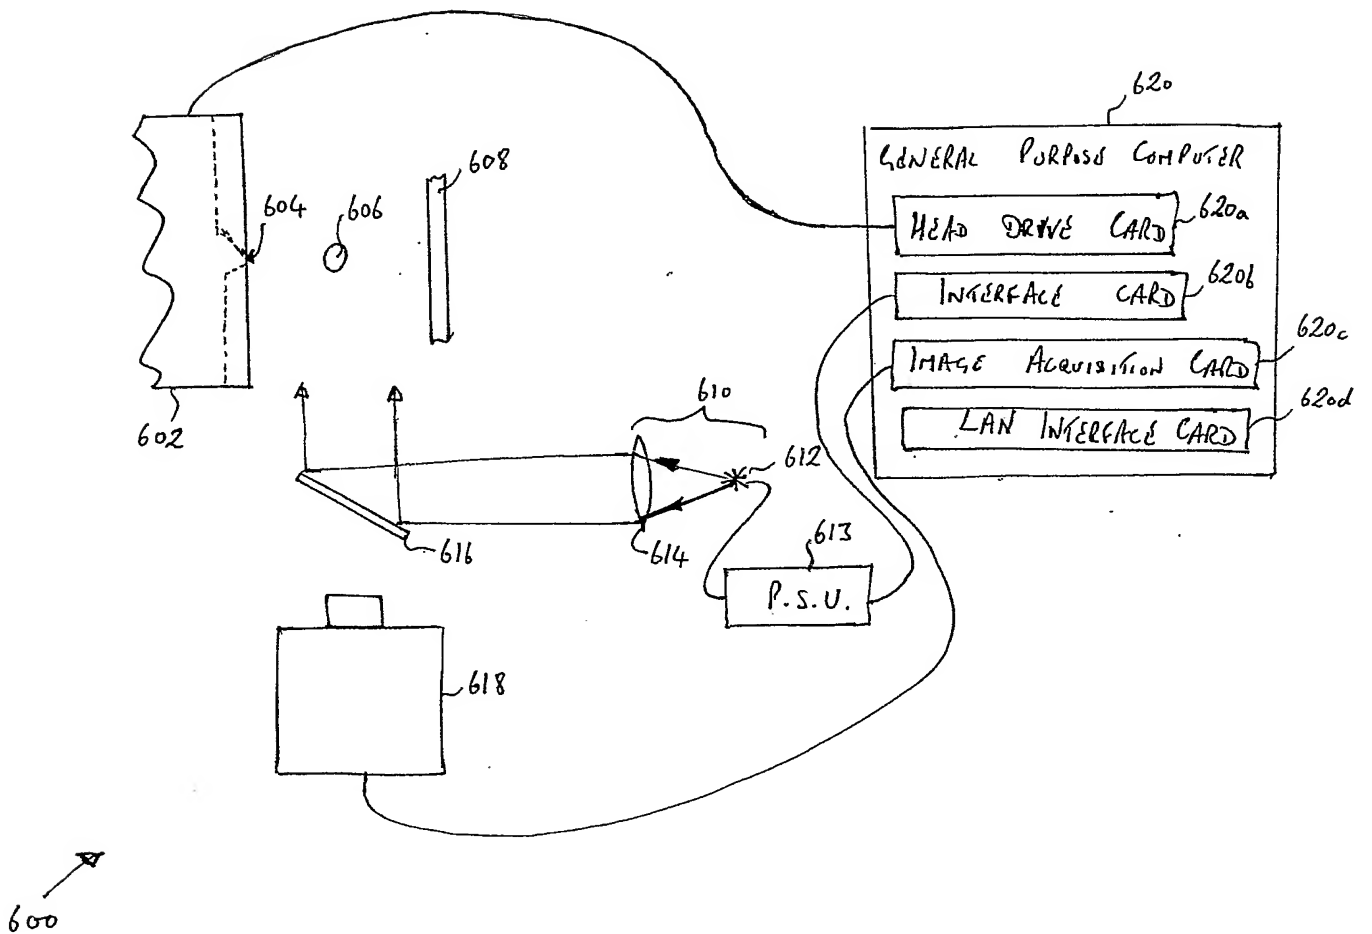 620
GENERAL PURPOSE COMPUTER
608
604
606
HEAD DRIVE CARD
620a
INTERFACE CARD
620b
IMAGE ACQUISITION CARD
620c
LAN INTERFACE CARD
620d
602
610
612
616
614
613
P.S.U.
618
600